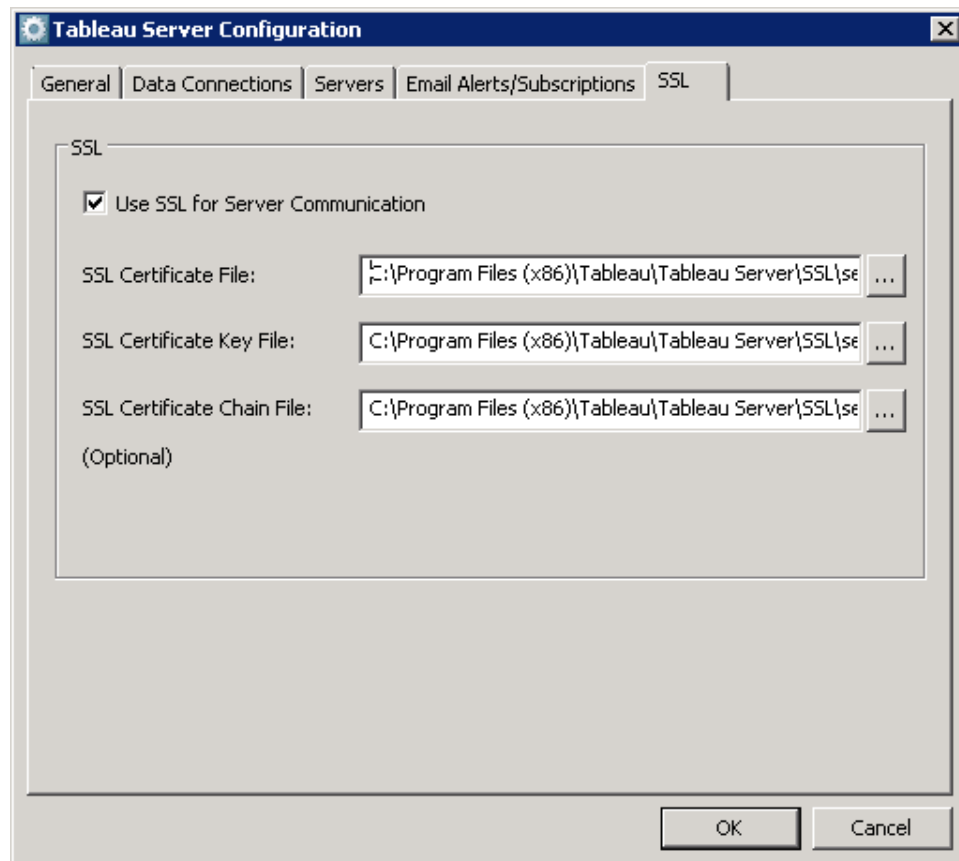 Tableau Server Configuration
General Data Connections Servers Email Alerts/Subscriptions SSL
SSL
Use SSL for Server Communication
SSL Certificate File: C:\Program Files (x86)\Tableau\Tableau Server\SSL\se ...
SSL Certificate Key File: C:\Program Files (x86)\Tableau\Tableau Server\SSL\se ...
SSL Certificate Chain File: C:\Program Files (x86)\Tableau\Tableau Server\SSL\se ...
(Optional)
OK Cancel